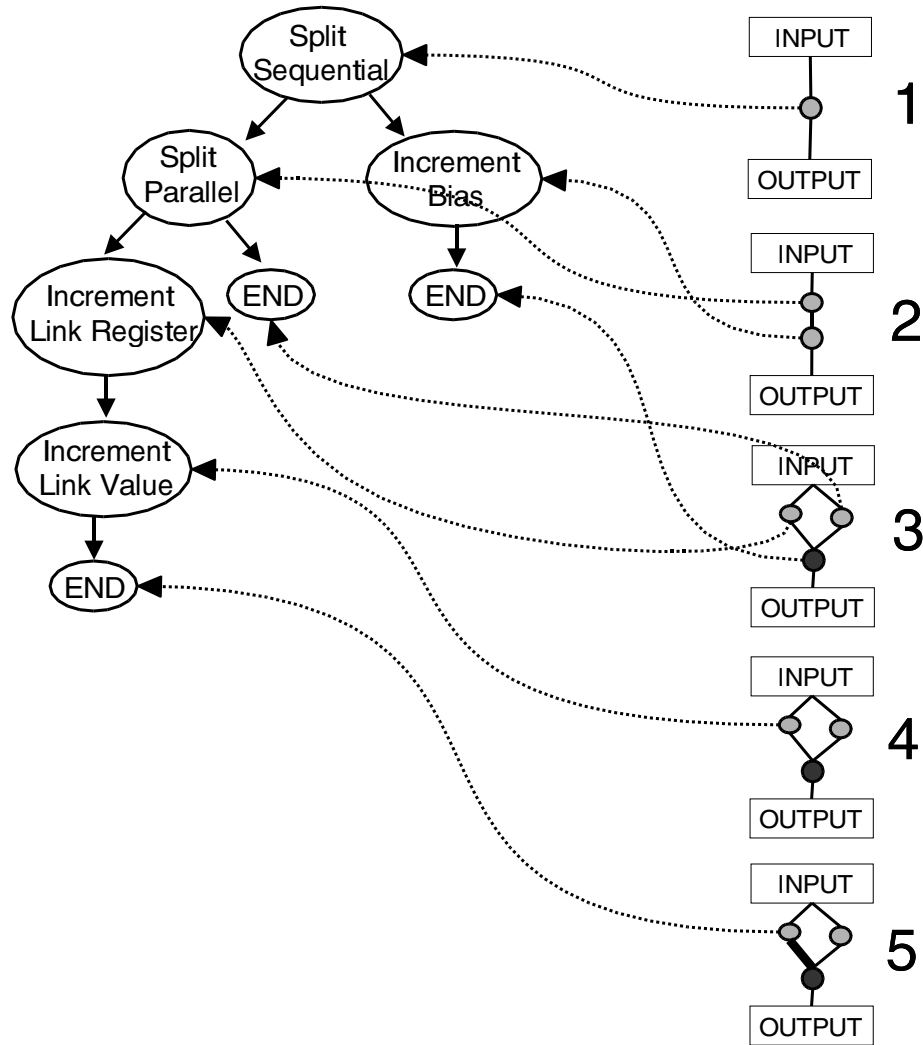 Split
Sequential
Split
Parallel
Increment
Bias
Increment
Link Register
END
END
Increment
Link Value
END
INPUT
1
OUTPUT
INPUT
2
OUTPUT
INPUT
3
OUTPUT
INPUT
4
OUTPUT
INPUT
5
OUTPUT